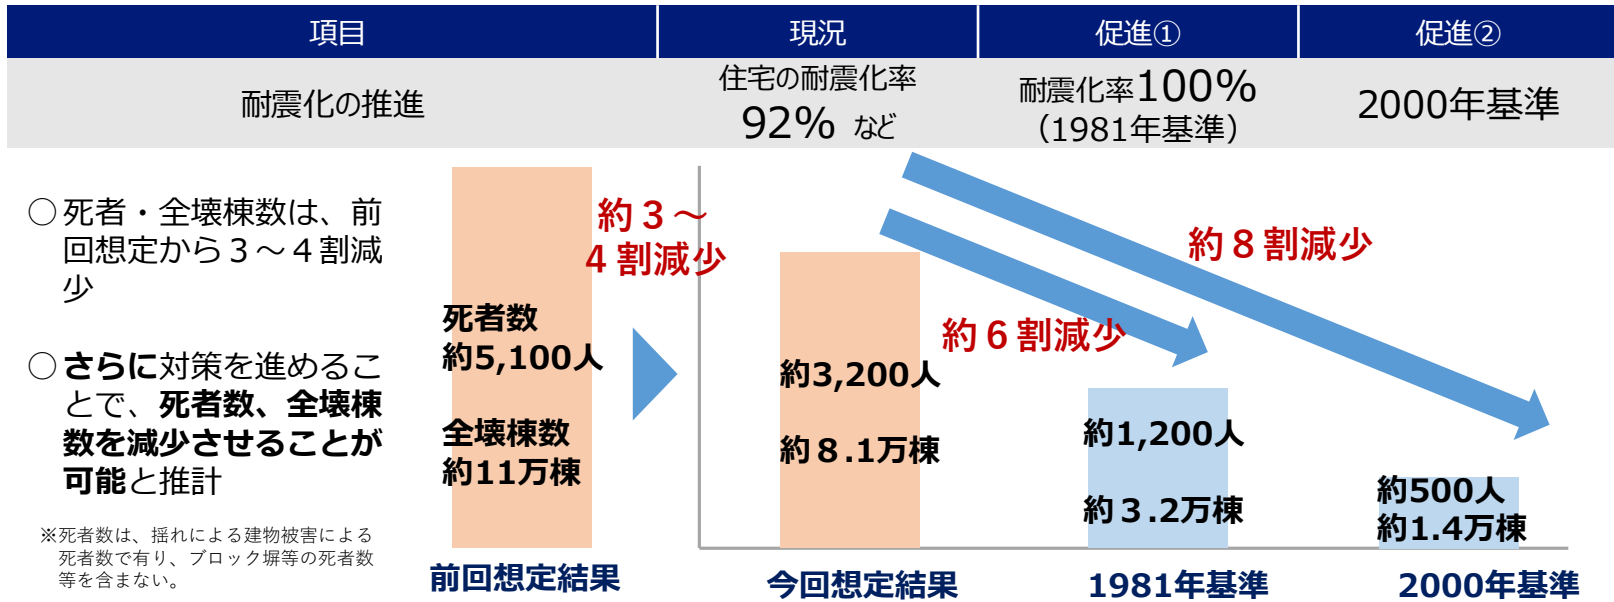 項目 現況 促進① 促進②
耐震化の推進
住宅の耐震化率
92% など
耐震化率100%
（1981年基準）
2000年基準
○死者・全壊棟数は、前
回想定から３～４割減
少
○さらに対策を進めるこ
とで、死者数、全壊棟
数を減少させることが
可能と推計
※死者数は、揺れによる建物被害による
死者数で有り、ブロック塀等の死者数
等を含まない。
死者数
約5,100人
全壊棟数
約11万棟
前回想定結果
約３～
４割減少
約3,200人
約８.1万棟
今回想定結果
約６割減少
約1,200人
約３.2万棟
1981年基準
約８割減少
約500人
約1.4万棟
2000年基準